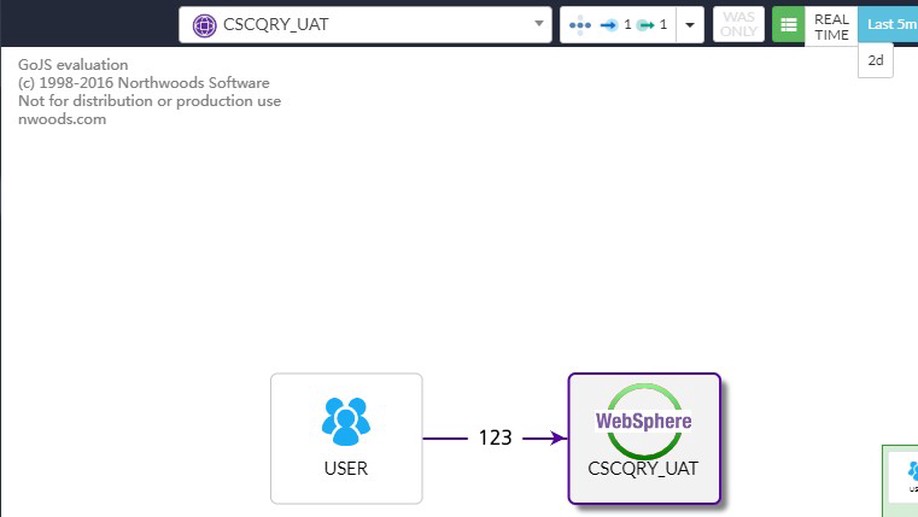 CSCQRY_UAT
1 1
WAS
ONLY
REAL
TIME
Last 5m
2d
GoJS evaluation
(c) 1998-2016 Northwoods Software
Not for distribution or production use
nwoods.com
USER
123
WebSphere
CSCQRY_UAT